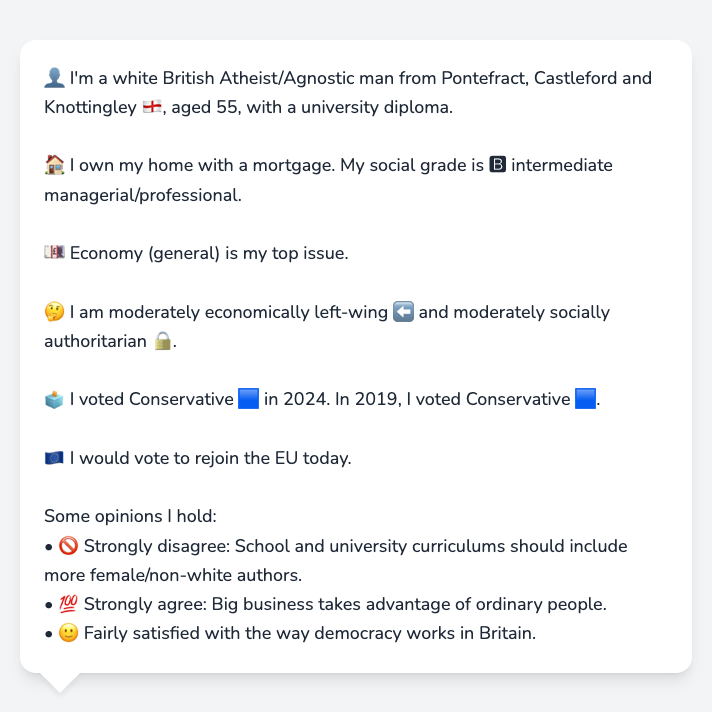 👤 I'm a white British Atheist/Agnostic man from Pontefract, Castleford and
Knottingley 🏴󠁧󠁢󠁥󠁮󠁧󠁿, aged 55, with a university diploma.
🏠 I own my home with a mortgage. My social grade is 🅱 intermediate
managerial/professional.
💷 Economy (general) is my top issue.
🤔 I am moderately economically left-wing ⬅️ and moderately socially
authoritarian 🔒.
🗳️ I voted Conservative 🟦 in 2024. In 2019, I voted Conservative 🟦.
🇪🇺 I would vote to rejoin the EU today.
Some opinions I hold:
• 🚫 Strongly disagree: School and university curriculums should include
more female/non-white authors.
• 💯 Strongly agree: Big business takes advantage of ordinary people.
• 🙂 Fairly satisfied with the way democracy works in Britain.